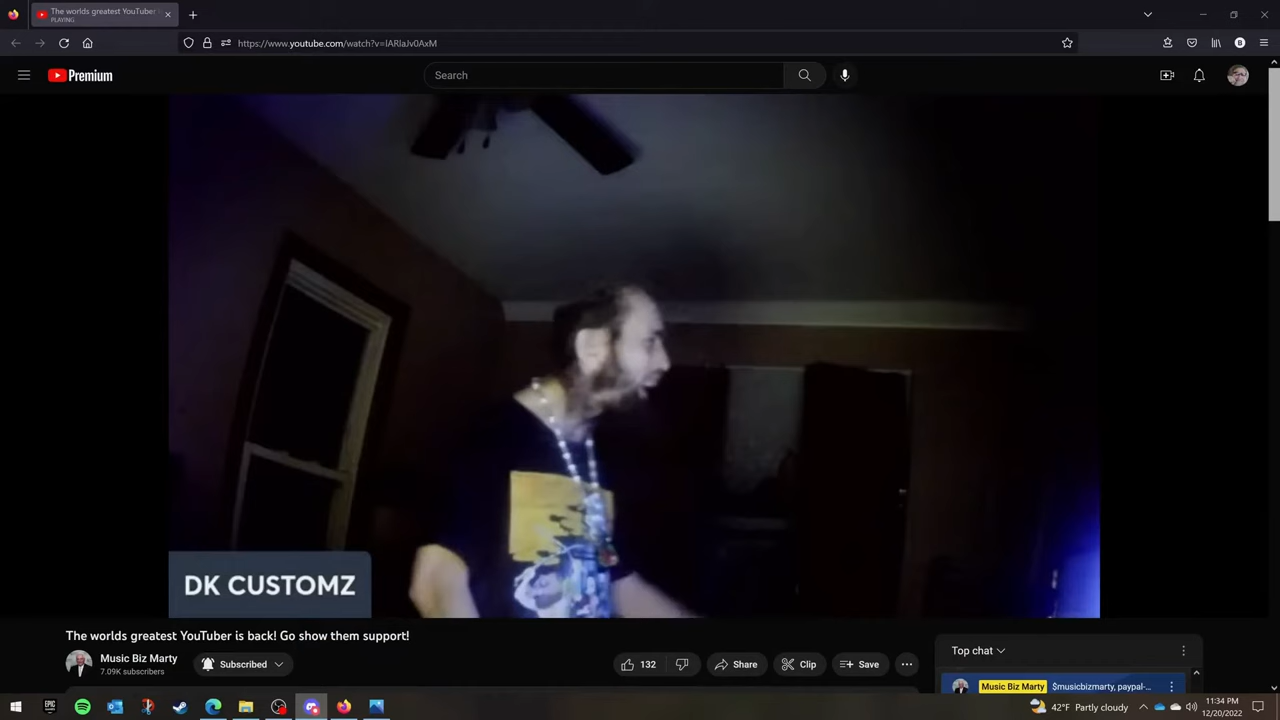 The worlds greatest YouTuber'
PLAYING
https://www.youtube.com/watch?v=lARlaJv0AxM
B
Premium
Search
DK CUSTOMZ
The worlds greatest YouTuber is back! Go show them support!
Music Biz Marty
7.09K subscribers
Subscribed
132
Share
Clip
Save
Top chat
Music Biz Marty
$musicbizmarty, paypal-...
EPIC
GAMES
42°F Partly cloudy
11:34 PM
12/20/2022